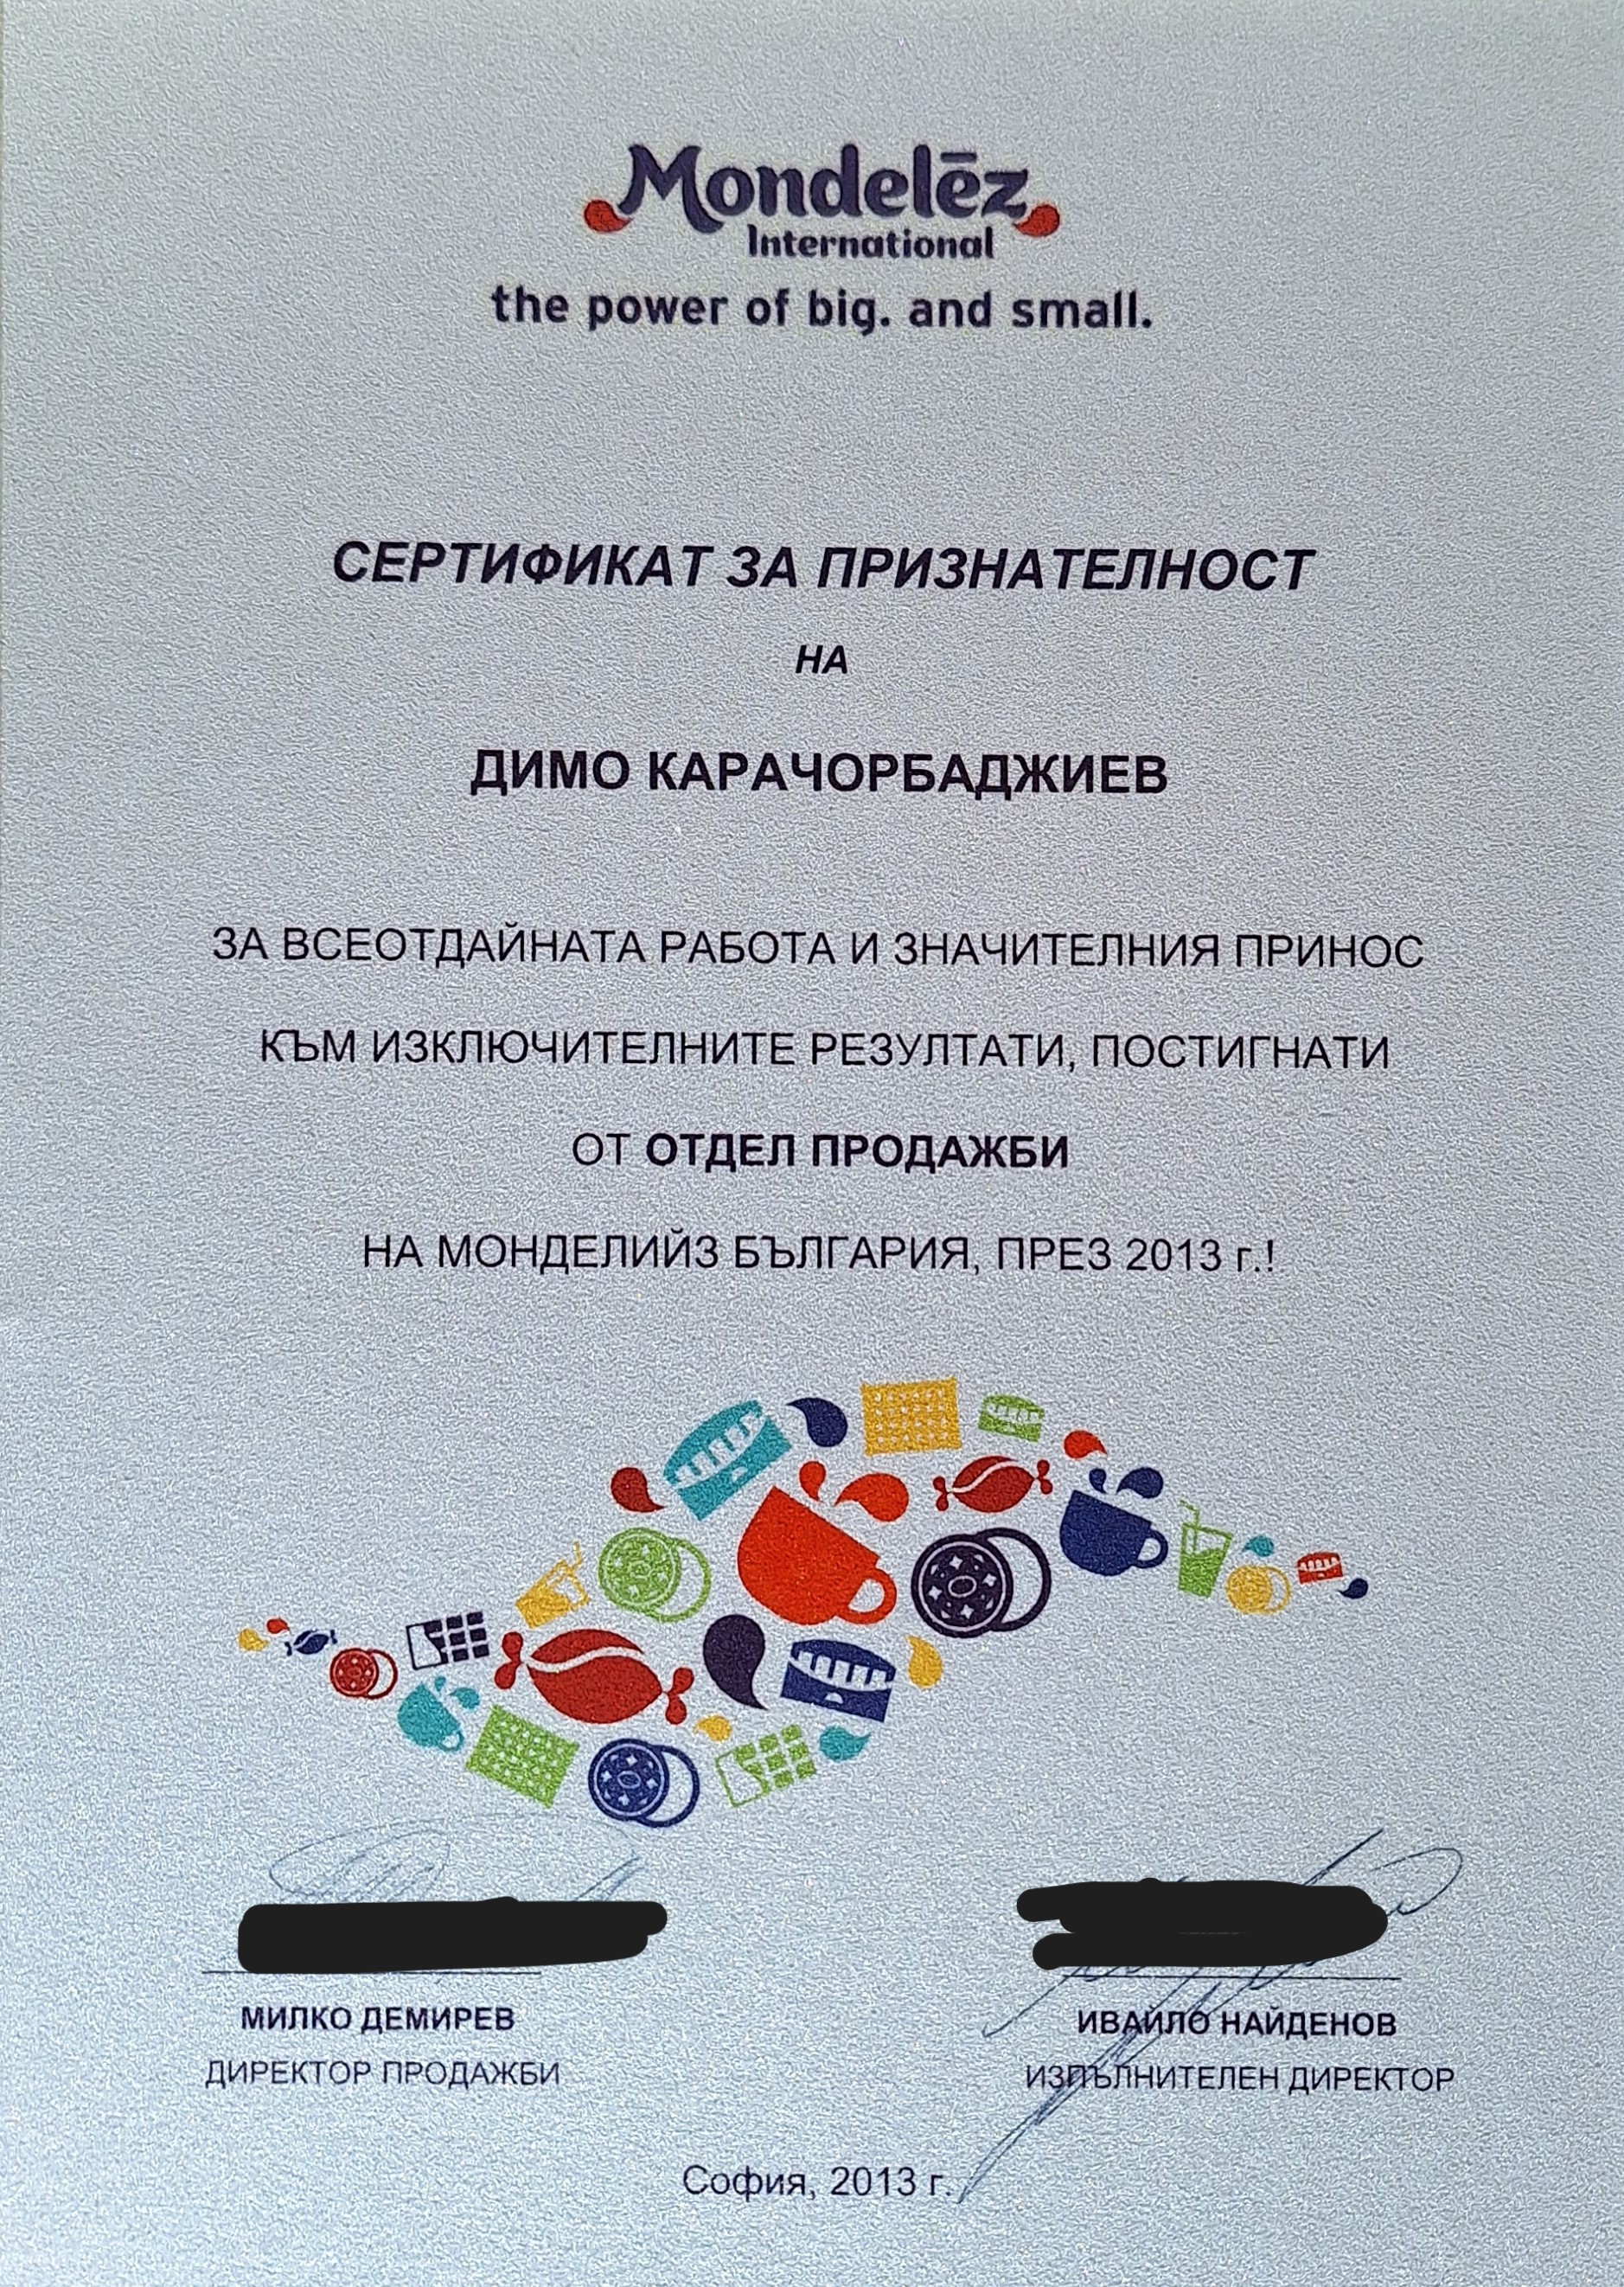 Mondelēz
International
the power of big. and small.
СЕРТИФИКАТ ЗА ПРИЗНАТЕЛНОСТ
НА
ДИМО КАРАЧОРБАДЖИЕВ
ЗА ВСЕОТДАЙНАТА РАБОТА И ЗНАЧИТЕЛНИЯ ПРИНОС
КЪМ ИЗКЛЮЧИТЕЛНИТЕ РЕЗУЛТАТИ, ПОСТИГНАТИ
ОТ ОТДЕЛ ПРОДАЖБИ
НА МОНДЕЛИЙЗ БЪЛГАРИЯ, ПРЕЗ 2013 г.!
МИЛКО ДЕМИРЕВ
ДИРЕКТОР ПРОДАЖБИ
ИВАЙЛО НАЙДЕНОВ
ИЗПЪЛНИТЕЛЕН ДИРЕКТОР
София, 2013 г.